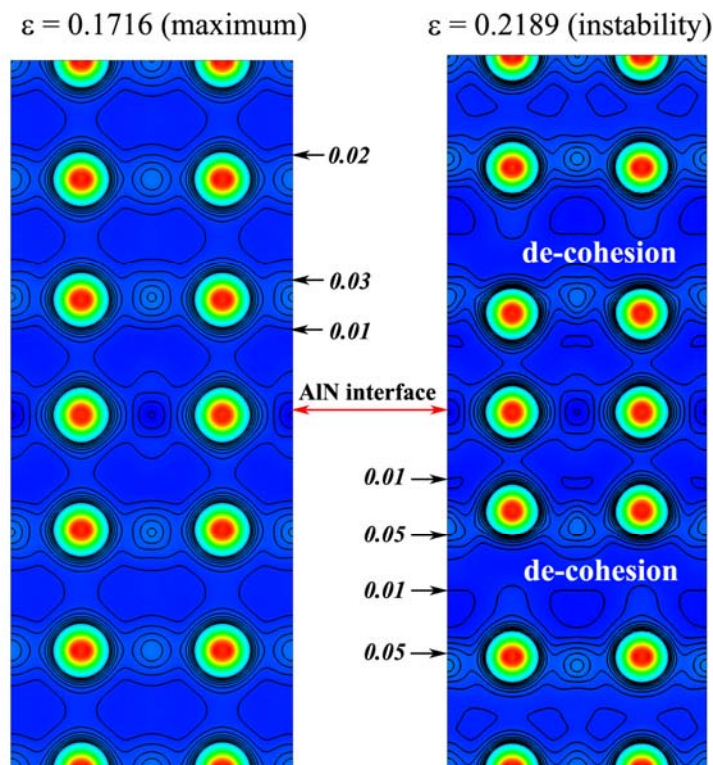 ε = 0.1716 (maximum)
ε = 0.2189 (instability)
0.02
de-cohesion
0.03
0.01
AlN interface
0.01
0.05
de-cohesion
0.01
0.05